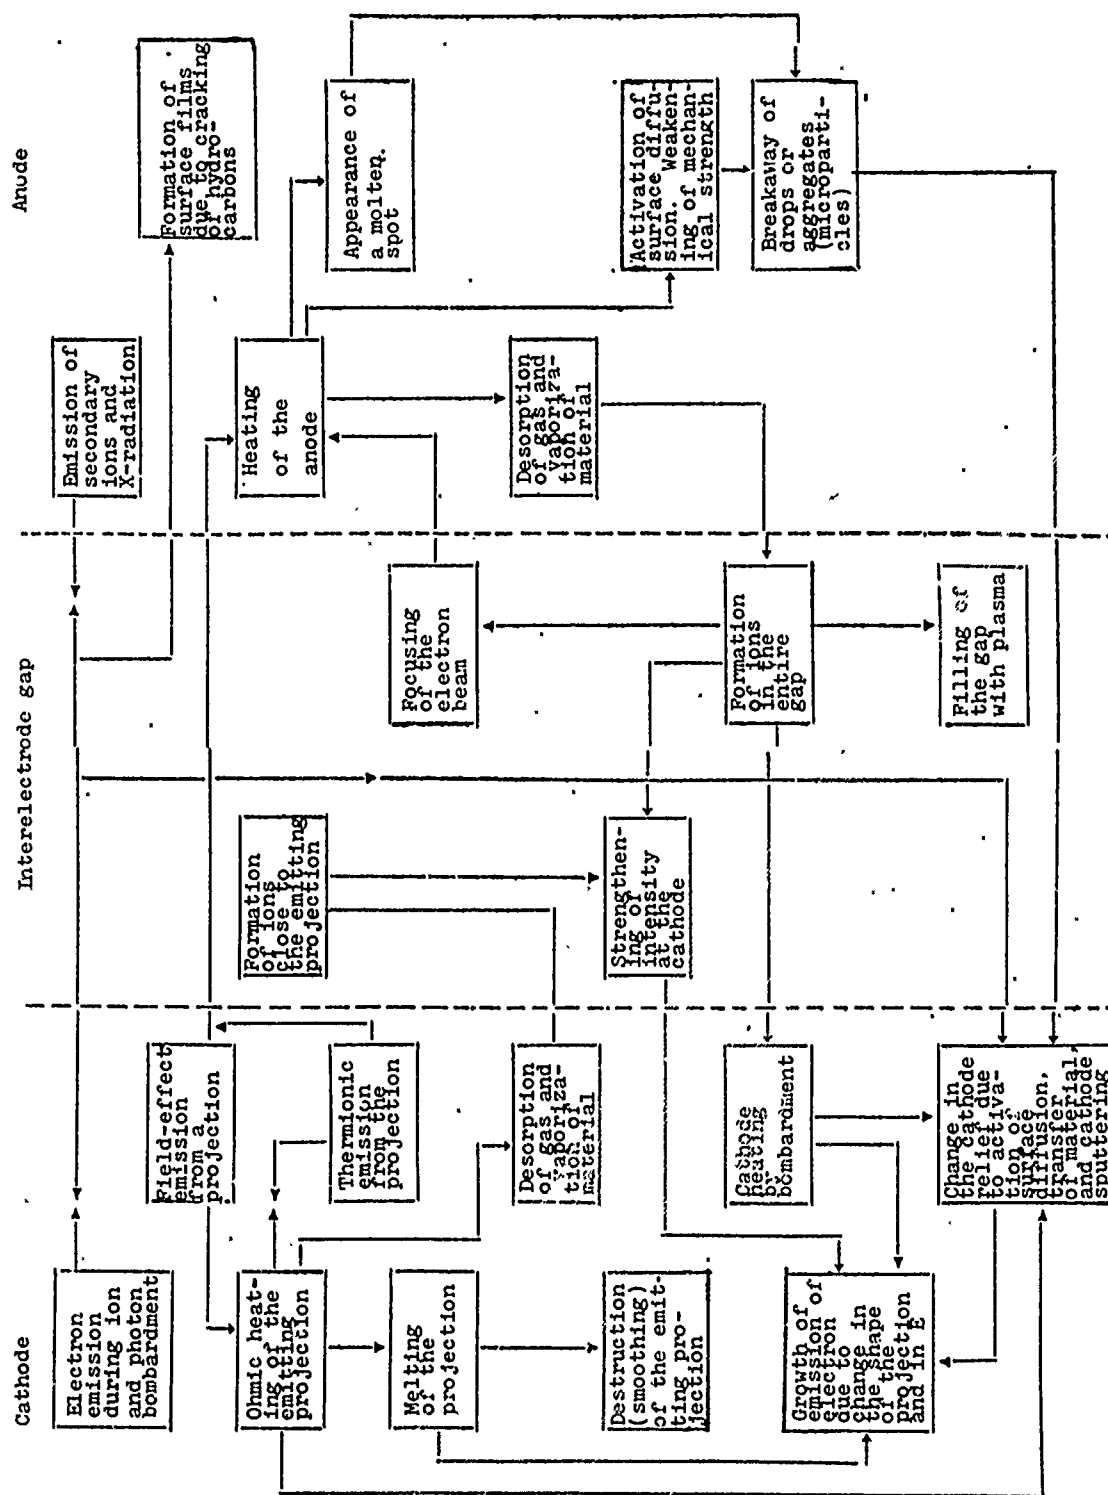 Cathode
Interelectrode gap
Anode
Electron
emission
during ion
and photon
bombardment
Emission of
secondary
ions and
X-radiation
Formation of
surface films
due to cracking
of hydro-
carbons
Field-effect
emission
from a
projection
Ohmic heat-
ing of the
emitting
projection
Thermionic
emission
from the
projection
Formation
of ions
close to
the emitting
projection
Heating
of the
anode
Appearance of
a molten
spot
Melting
of the
projection
Focusing
of the
electron
beam
Desorption
of gas and
vaporiza-
tion of
material
Desorption
of gas and
vaporiza-
tion of
material
Destruction
(smoothing)
of the emit-
ting pro-
jection
Strengthen-
ing of
intensity
at the
cathode
Activation of
surface diffu-
sion. Weaken-
ing of mechan-
ical strength
Cathode
heating
by
bombardment
Formation
of ions
in the
entire
gap
Breakaway of
drops or
aggregates
(microparti-
cles)
Growth of
emission of
electron
due to
change in
the shape
of the
projection
and in E
Change in
the cathode
relief due
to activa-
tion of
surface
diffusion,
transfer
of material,
and cathode
sputtering
Filling of
the gap
with plasma